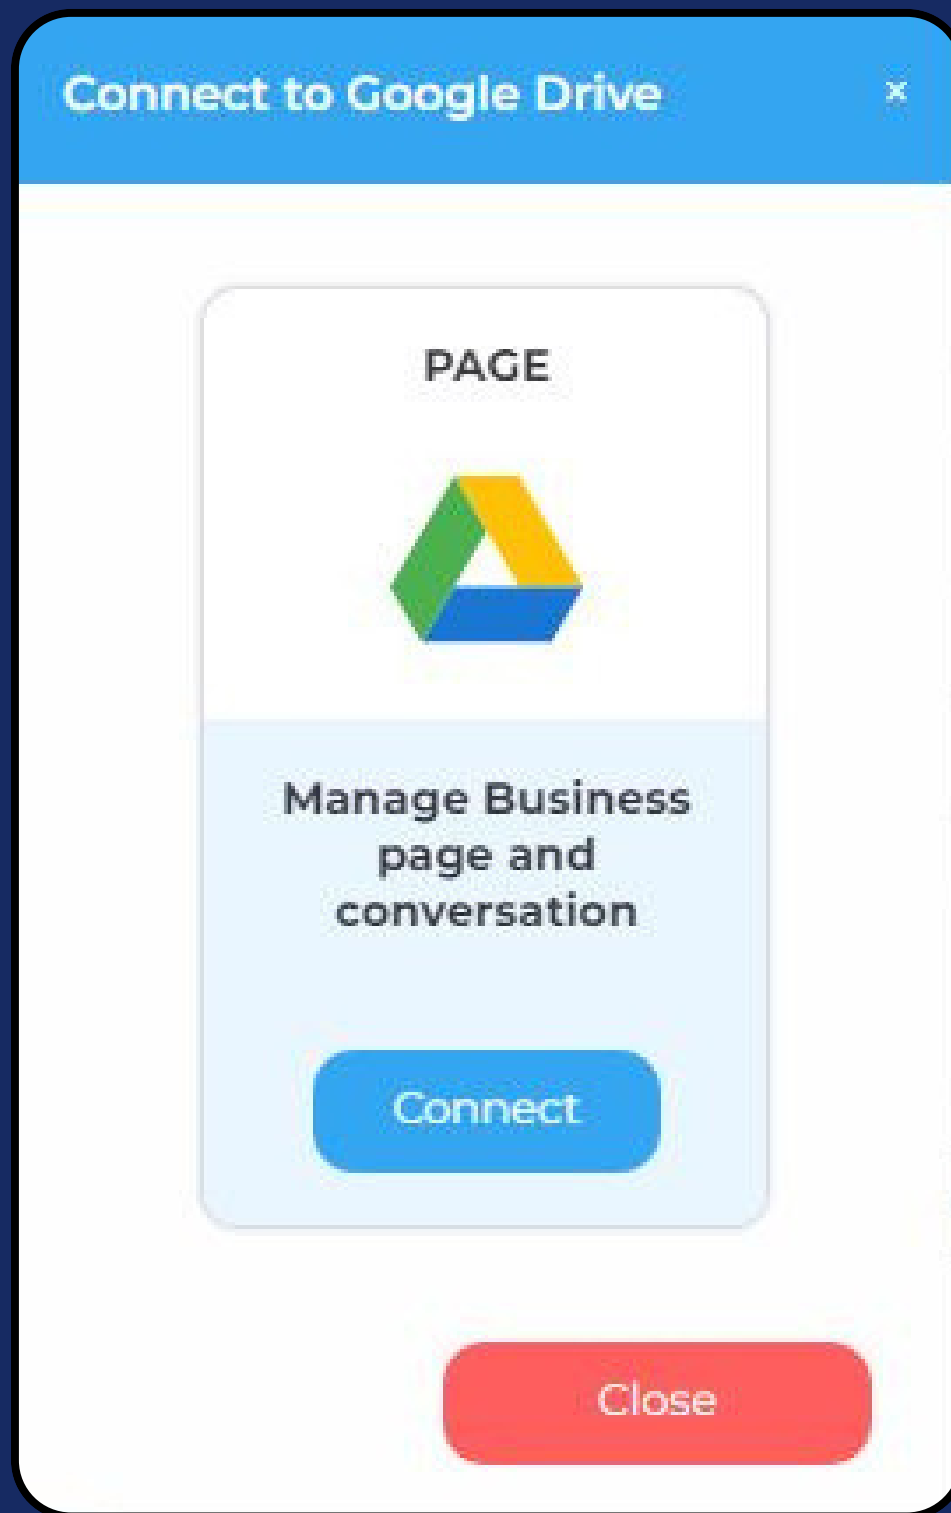 Connect to Google Drive ×
PAGE
Manage Business
page and
conversation
Connect
Close